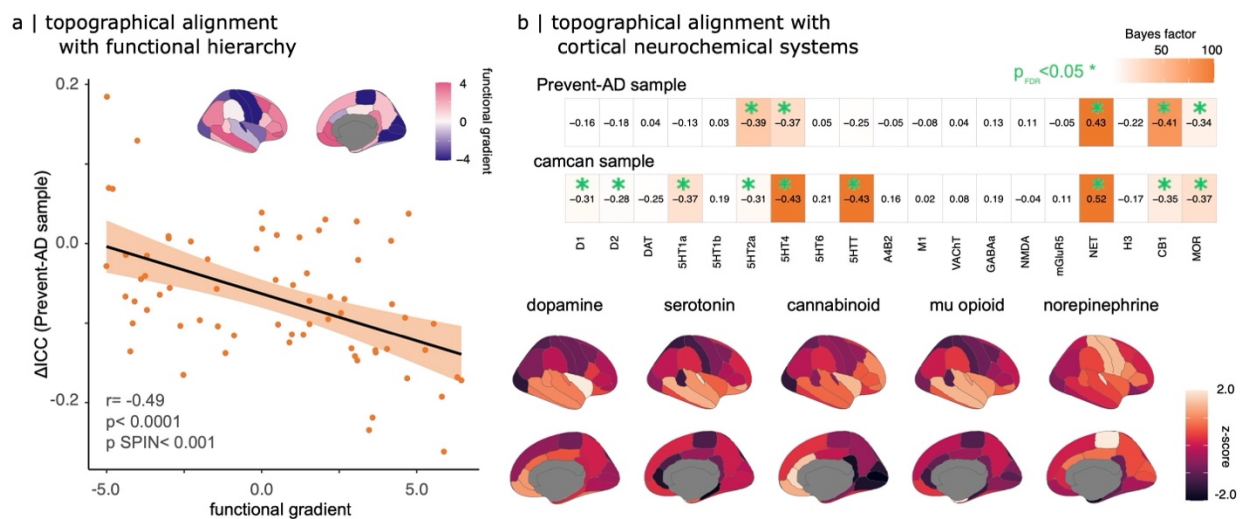 a | topographical alignment
with functional hierarchy
0.2
0.0
-0.2
ΔICC (Prevent-AD sample)
4
0
−4
functional gradient
r= -0.49
p< 0.0001
p SPIN< 0.001
-5.0 0.0 5.0
functional gradient
b | topographical alignment with
cortical neurochemical systems
Bayes factor
50 100
pFDR<0.05 *
Prevent-AD sample
* * * * *
−0.16 −0.18 0.04 −0.13 0.03 −0.39 −0.37 0.05 −0.25 −0.05 −0.08 0.04 0.13 0.11 −0.05 0.43 −0.22 −0.41 −0.34
camcan sample
* * * * * * * * *
−0.31 −0.28 −0.25 −0.37 0.19 −0.31 −0.43 0.21 −0.43 0.16 0.02 0.08 0.19 −0.04 0.11 0.52 −0.17 −0.35 −0.37
D1 D2 DAT 5HT1a 5HT1b 5HT2a 5HT4 5HT6 5HTT A4B2 M1 VAChT GABAa NMDA mGluR5 NET H3 CB1 MOR
dopamine serotonin cannabinoid mu opioid norepinephrine
2.0
z-score
-2.0